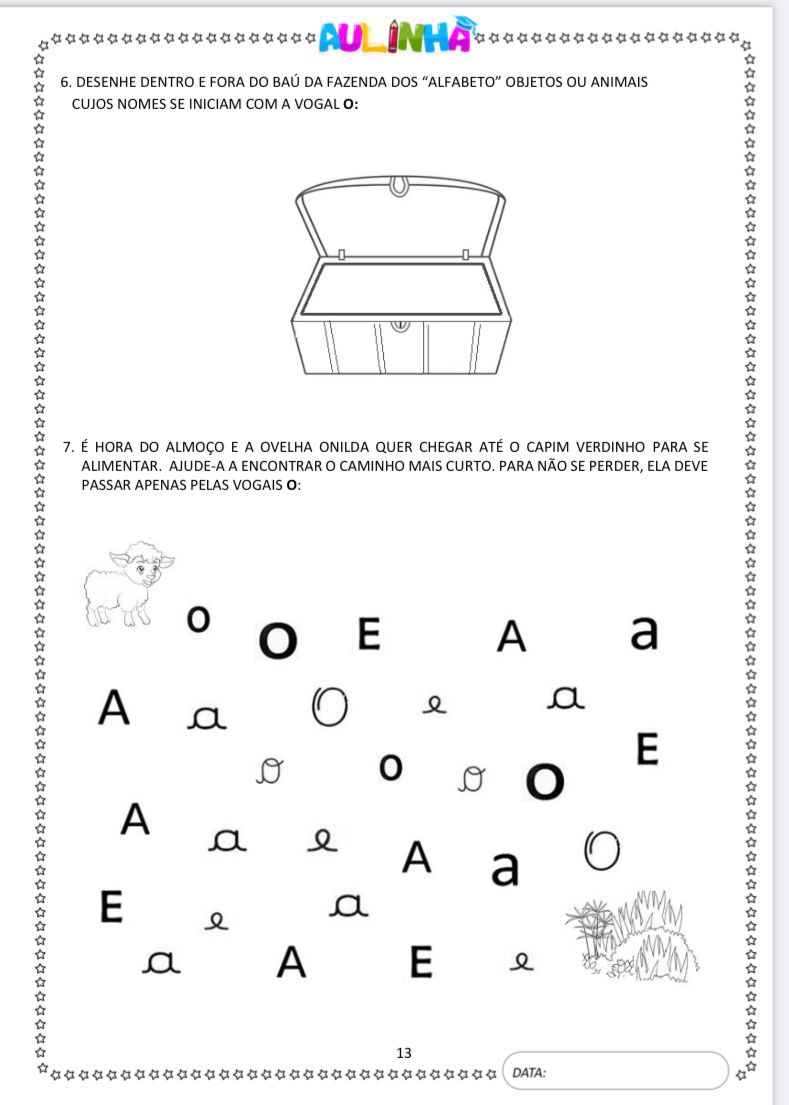 AULINHA
6. DESENHE DENTRO E FORA DO BAÚ DA FAZENDA DOS “ALFABETO” OBJETOS OU ANIMAIS
CUJOS NOMES SE INICIAM COM A VOGAL O:
7. É HORA DO ALMOÇO E A OVELHA ONILDA QUER CHEGAR ATÉ O CAPIM VERDINHO PARA SE
ALIMENTAR. AJUDE-A A ENCONTRAR O CAMINHO MAIS CURTO. PARA NÃO SE PERDER, ELA DEVE
PASSAR APENAS PELAS VOGAIS O:
o O E A a
A a O e a
E
o o o O
A a e A a O
E e a
a A E e
13
DATA: